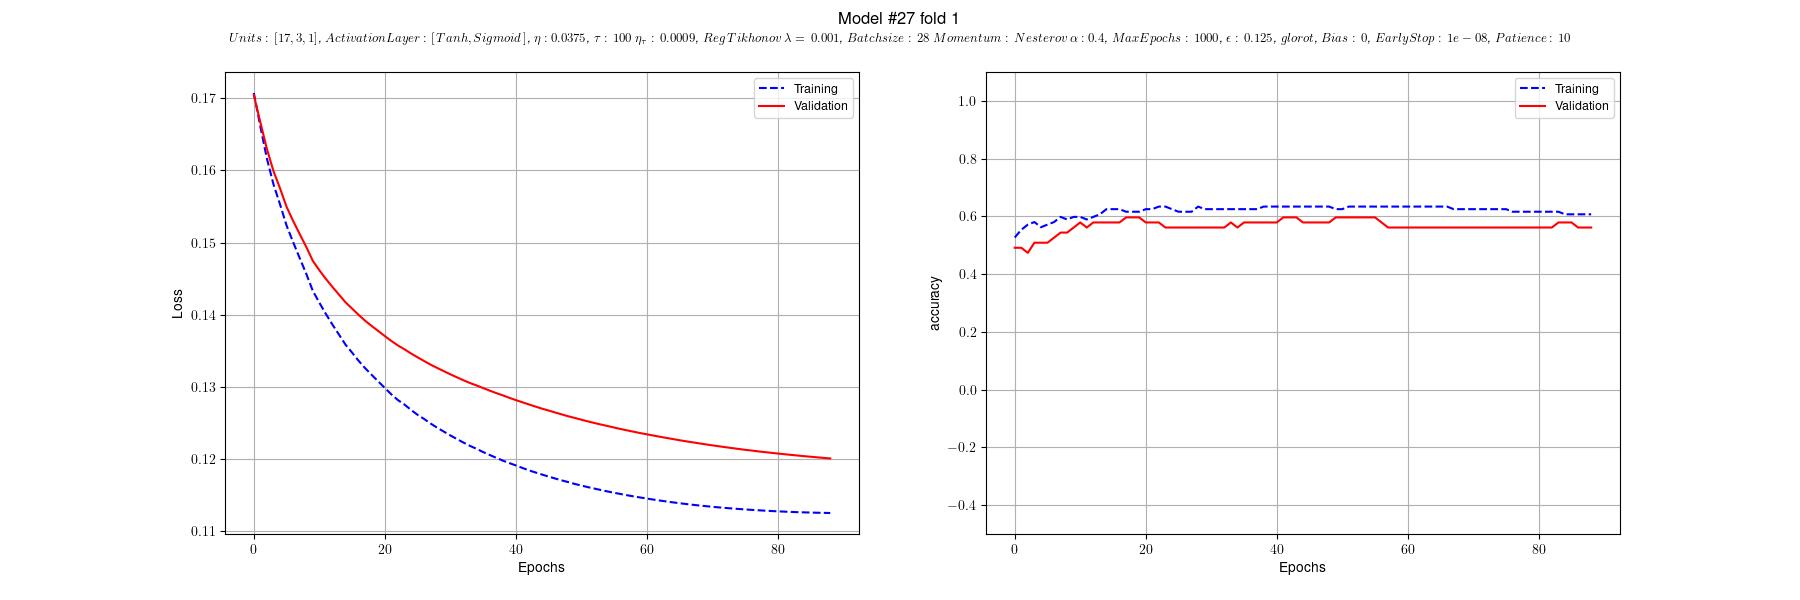 Model #27 fold 1
Units : [17, 3, 1], ActivationLayer : [Tanh, Sigmoid], η : 0.0375, τ : 100 ητ : 0.0009, RegTikhonov λ = 0.001, Batchsize : 28 Momentum : Nesterov α : 0.4, MaxEpochs : 1000, ϵ : 0.125, glorot, Bias : 0, EarlyStop : 1e − 08, Patience : 10
Training
Validation
0.17
0.16
0.15
0.14
0.13
0.12
0.11
Loss
0 20 40 60 80
Epochs
Training
Validation
1.0
0.8
0.6
0.4
0.2
0.0
−0.2
−0.4
accuracy
0 20 40 60 80
Epochs